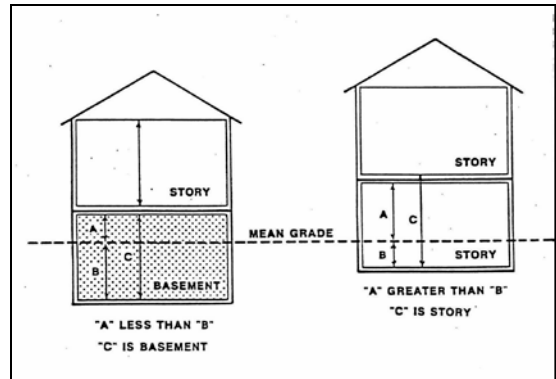 STORY
A
C
B
BASEMENT
"A" LESS THAN "B"
"C" IS BASEMENT
MEAN GRADE
STORY
A
C
B
STORY
"A" GREATER THAN "B"
"C" IS STORY